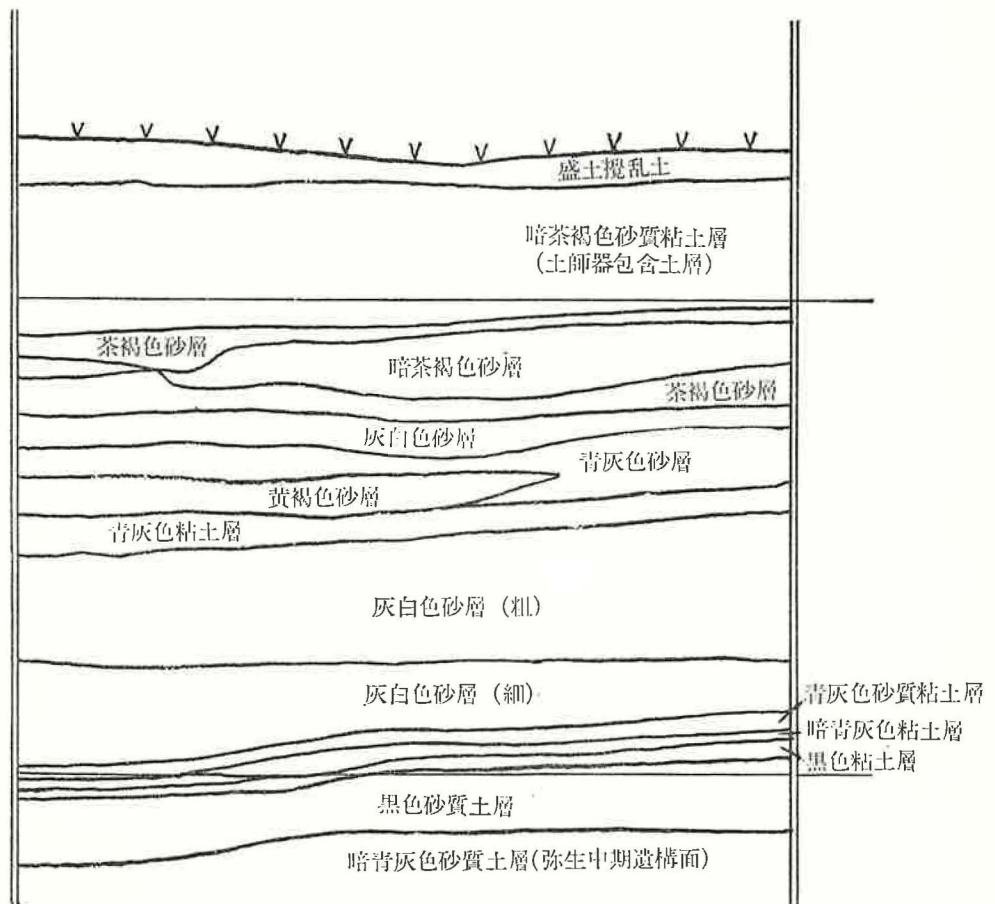 盛土攪乱土
暗茶褐色砂質粘土層
(土師器包含土層)
茶褐色砂層
暗茶褐色砂層
茶褐色砂層
灰白色砂層
青灰色砂層
黄褐色砂層
青灰色粘土層
灰白色砂層（粗）
灰白色砂層（細）
青灰色砂質粘土層
暗青灰色粘土層
黒色粘土層
黒色砂質土層
暗青灰色砂質土層(弥生中期遺構面)